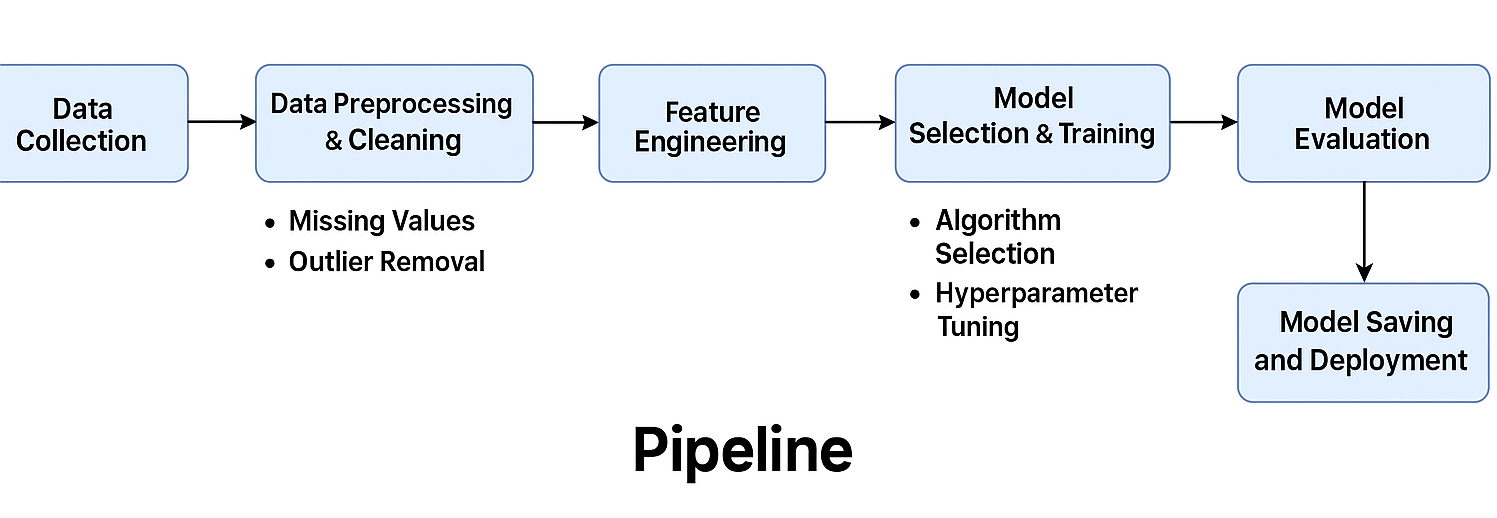 Data
Collection
Data Preprocessing
& Cleaning
Feature
Engineering
Model
Selection & Training
Model
Evaluation
• Missing Values
• Outlier Removal
• Algorithm
Selection
• Hyperparameter
Tuning
Model Saving
and Deployment
Pipeline